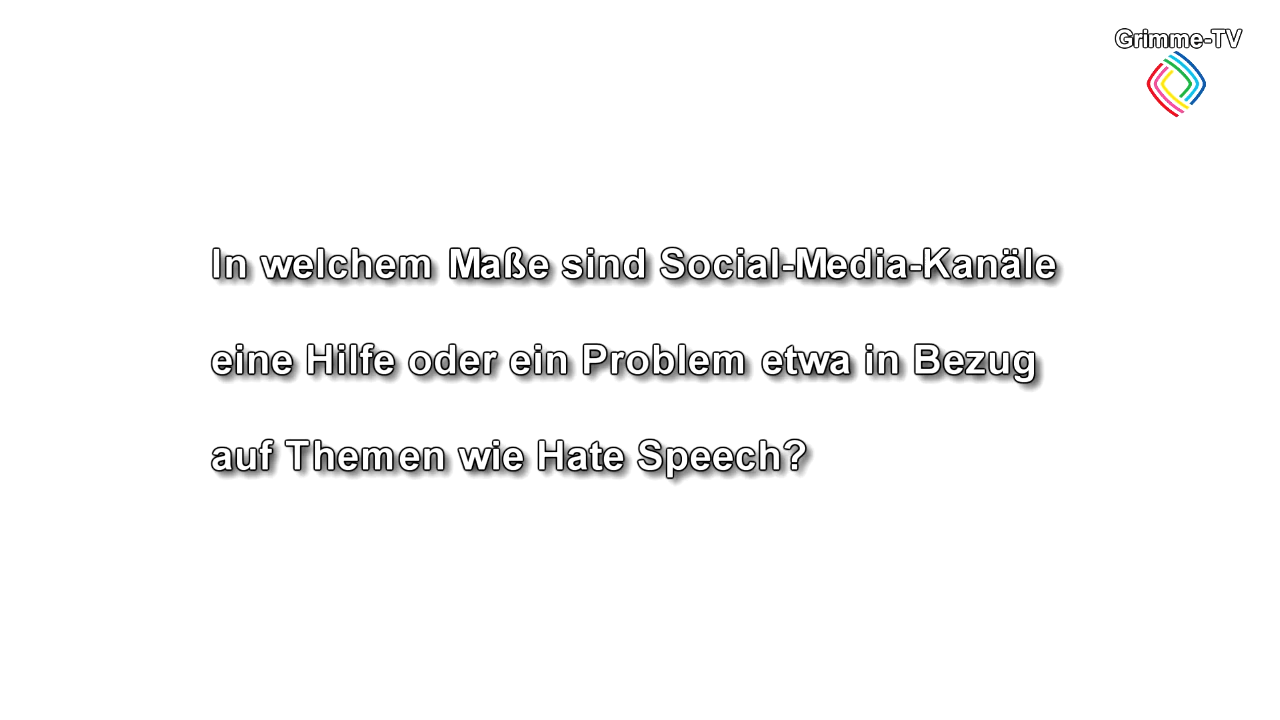 Grimme-TV
In welchem Maße sind Social-Media-Kanäle
eine Hilfe oder ein Problem etwa in Bezug
auf Themen wie Hate Speech?